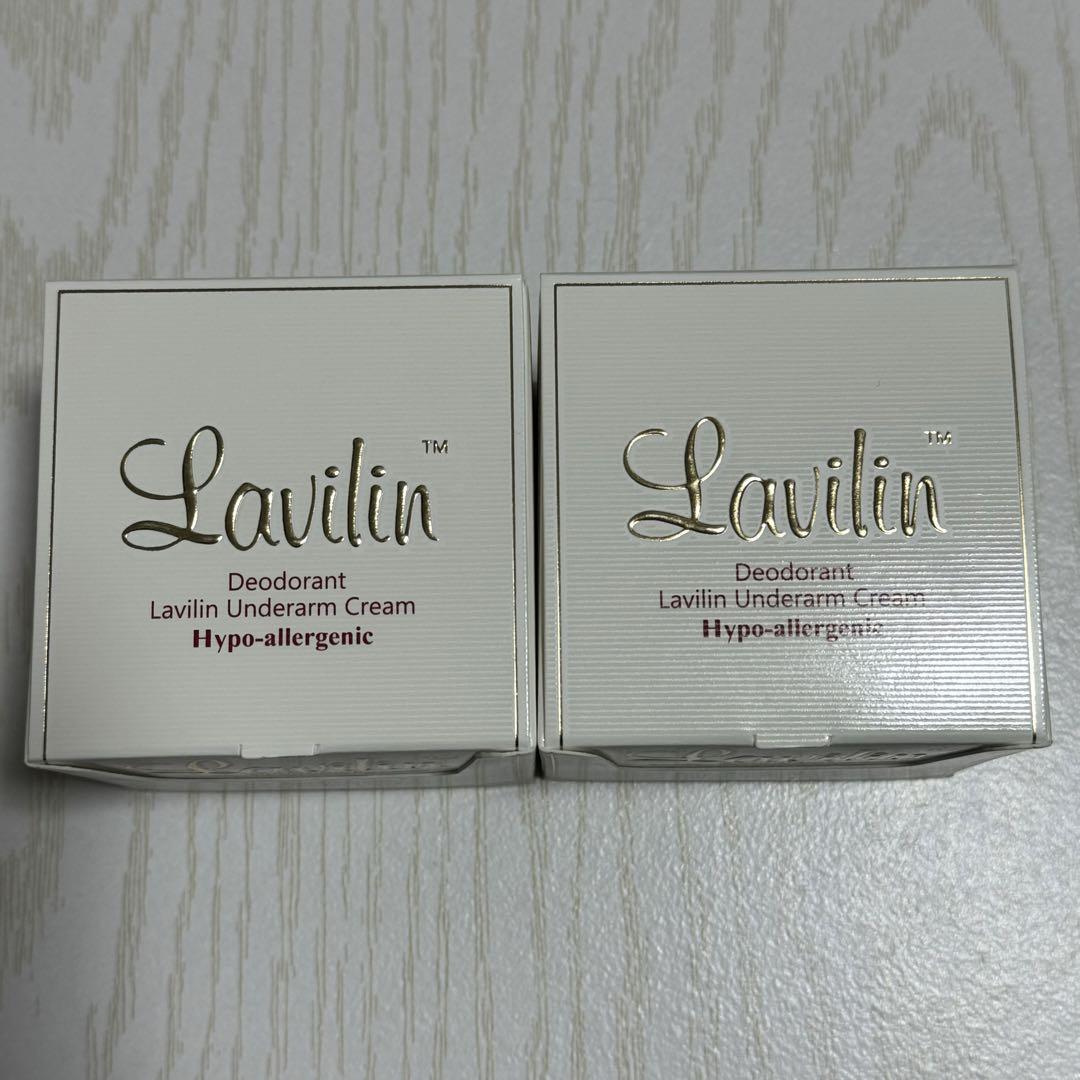 Lavilin™
Deodorant
Lavilin Underarm Cream
Hypo-allergenic
Lavilin™
Deodorant
Lavilin Underarm Cream
Hypo-allergenic